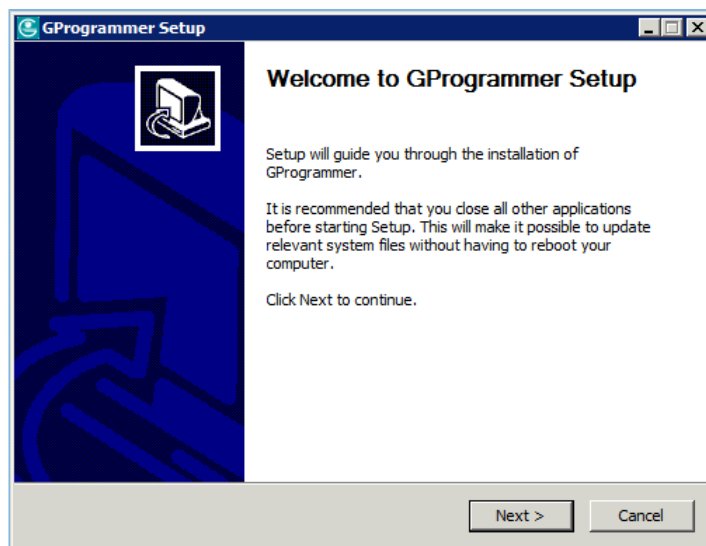 GProgrammer Setup
Welcome to GProgrammer Setup
Setup will guide you through the installation of
GProgrammer.
It is recommended that you close all other applications
before starting Setup. This will make it possible to update
relevant system files without having to reboot your
computer.
Click Next to continue.
Next >
Cancel